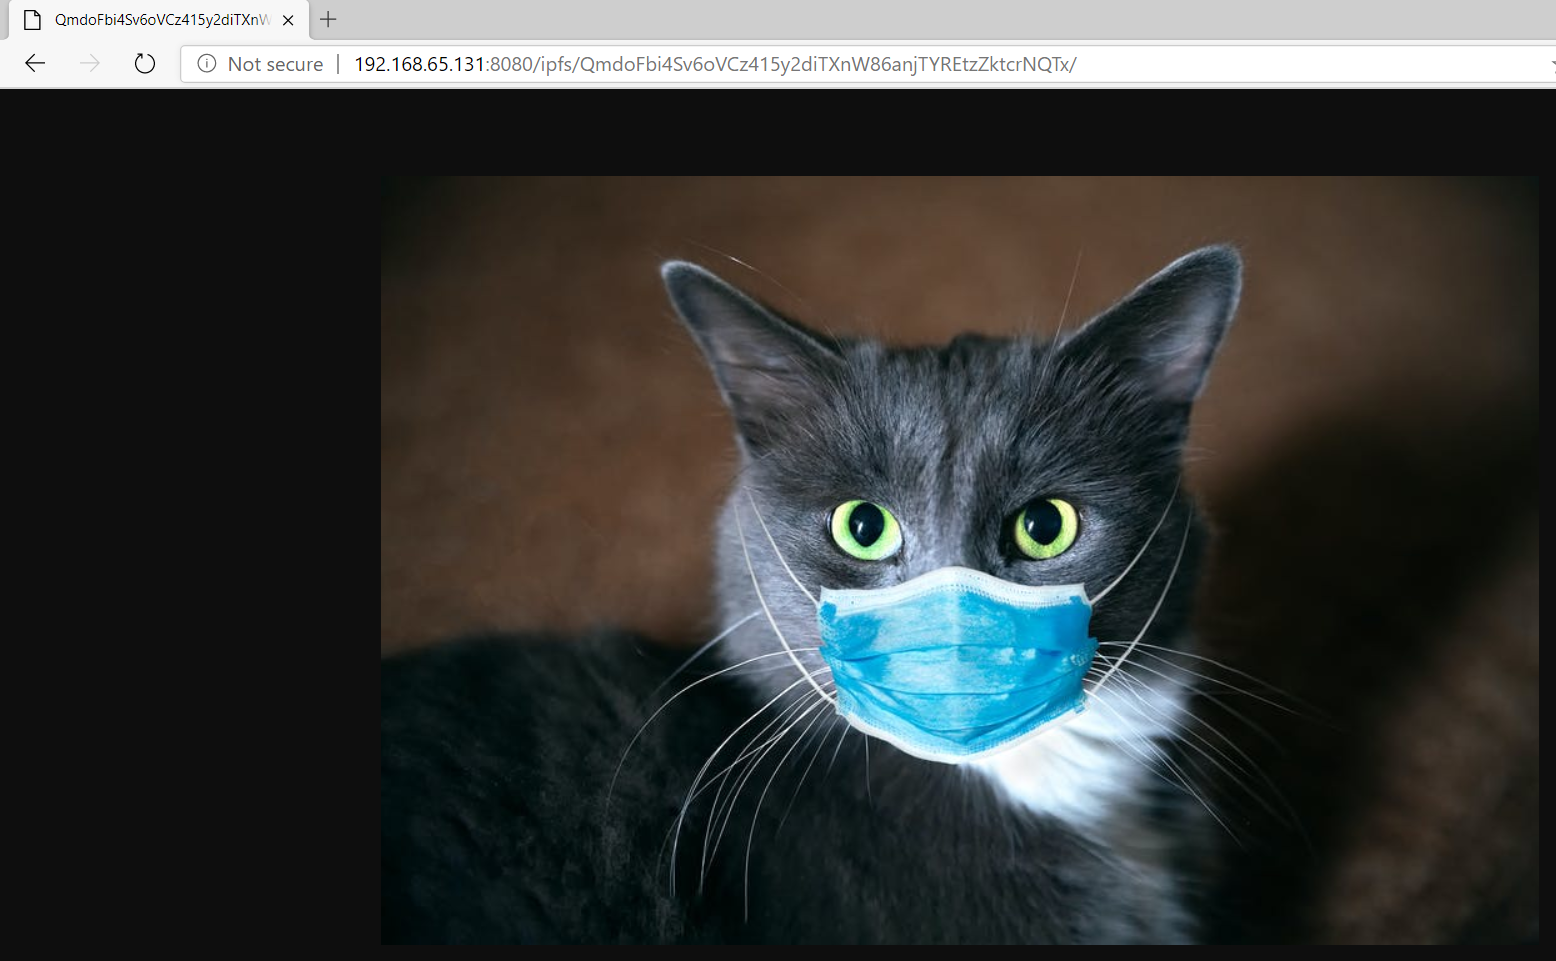 QmdoFbi4Sv6oVCz415y2diTXnW
Not secure | 192.168.65.131:8080/ipfs/QmdoFbi4Sv6oVCz415y2diTXnW86anjTYREtzZktcrNQTx/